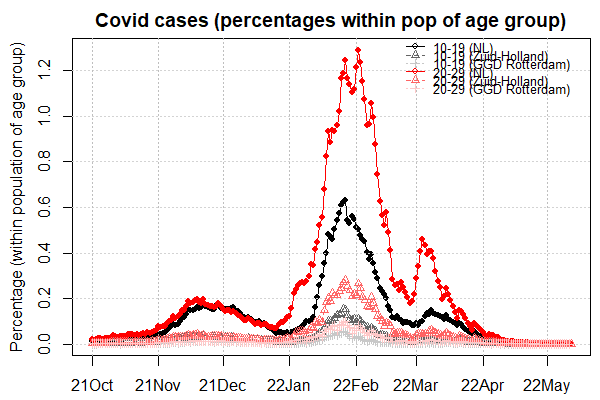 Covid cases (percentages within pop of age group)
Percentage (within population of age group)
1.2
1.0
0.8
0.6
0.4
0.2
0.0
10-19 (NL)
10-19 (Zuid-Holland)
10-19 (GGD Rotterdam)
20-29 (NL)
20-29 (Zuid-Holland)
20-29 (GGD Rotterdam)
21Oct 21Nov 21Dec 22Jan 22Feb 22Mar 22Apr 22May